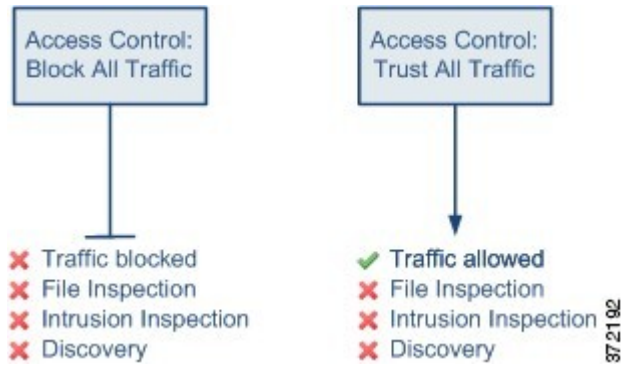 Access Control:
Block All Traffic
Traffic blocked
File Inspection
Intrusion Inspection
Discovery
Access Control:
Trust All Traffic
Traffic allowed
File Inspection
Intrusion Inspection
Discovery
372192